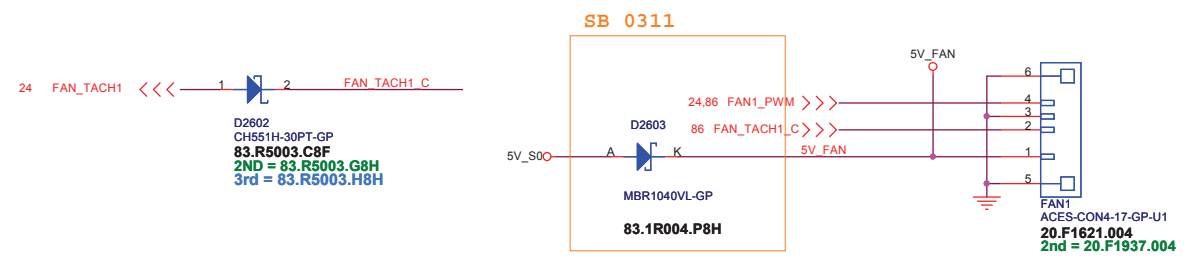 SB 0311
24 FAN_TACH1
1
2
FAN_TACH1_C
D2602
CH551H-30PT-GP
83.R5003.C8F
2ND = 83.R5003.G8H
3rd = 83.R5003.H8H
5V_S0
A
D2603
K
MBR1040VL-GP
83.1R004.P8H
24,86 FAN1_PWM
86 FAN_TACH1_C
5V_FAN
5V_FAN
6
4
3
2
1
5
FAN1
ACES-CON4-17-GP-U1
20.F1621.004
2nd = 20.F1937.004